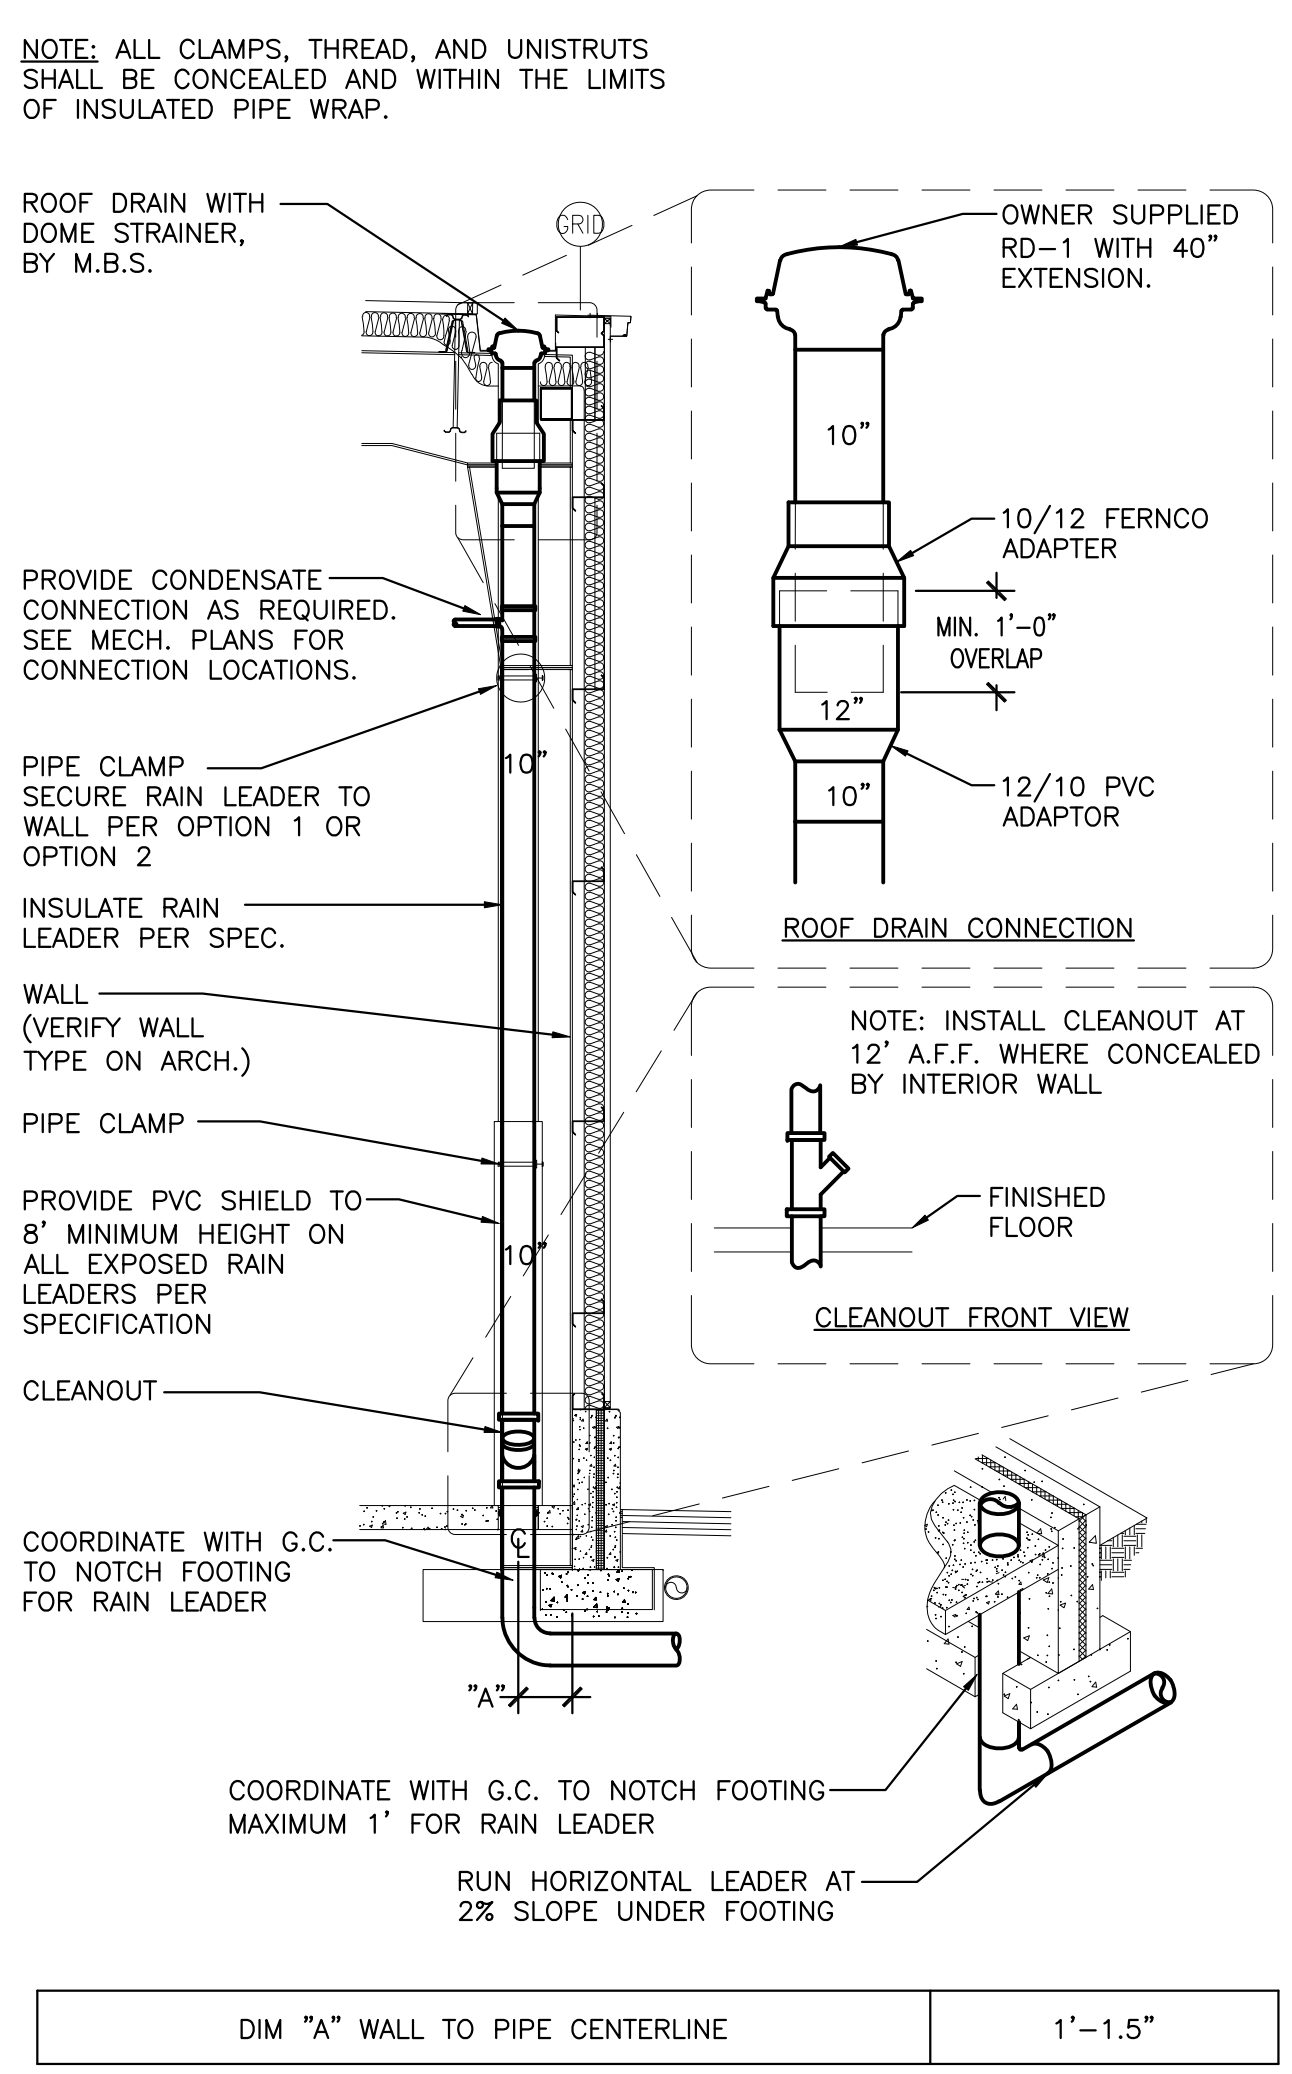 NOTE: ALL CLAMPS, THREAD, AND UNISTRUTS
SHALL BE CONCEALED AND WITHIN THE LIMITS
OF INSULATED PIPE WRAP.
ROOF DRAIN WITH
DOME STRAINER,
BY M.B.S.
GRID
PROVIDE CONDENSATE
CONNECTION AS REQUIRED.
SEE MECH. PLANS FOR
CONNECTION LOCATIONS.
PIPE CLAMP
SECURE RAIN LEADER TO
WALL PER OPTION 1 OR
OPTION 2
10"
INSULATE RAIN
LEADER PER SPEC.
WALL
(VERIFY WALL
TYPE ON ARCH.)
PIPE CLAMP
PROVIDE PVC SHIELD TO
8' MINIMUM HEIGHT ON
ALL EXPOSED RAIN
LEADERS PER
SPECIFICATION
10"
CLEANOUT
COORDINATE WITH G.C.
TO NOTCH FOOTING
FOR RAIN LEADER
℄
"A"
OWNER SUPPLIED
RD-1 WITH 40"
EXTENSION.
10"
10/12 FERNCO
ADAPTER
MIN. 1'-0"
OVERLAP
12"
12/10 PVC
ADAPTOR
10"
ROOF DRAIN CONNECTION
NOTE: INSTALL CLEANOUT AT
12' A.F.F. WHERE CONCEALED
BY INTERIOR WALL
FINISHED
FLOOR
CLEANOUT FRONT VIEW
COORDINATE WITH G.C. TO NOTCH FOOTING
MAXIMUM 1' FOR RAIN LEADER
RUN HORIZONTAL LEADER AT
2% SLOPE UNDER FOOTING
DIM "A" WALL TO PIPE CENTERLINE
1'-1.5"